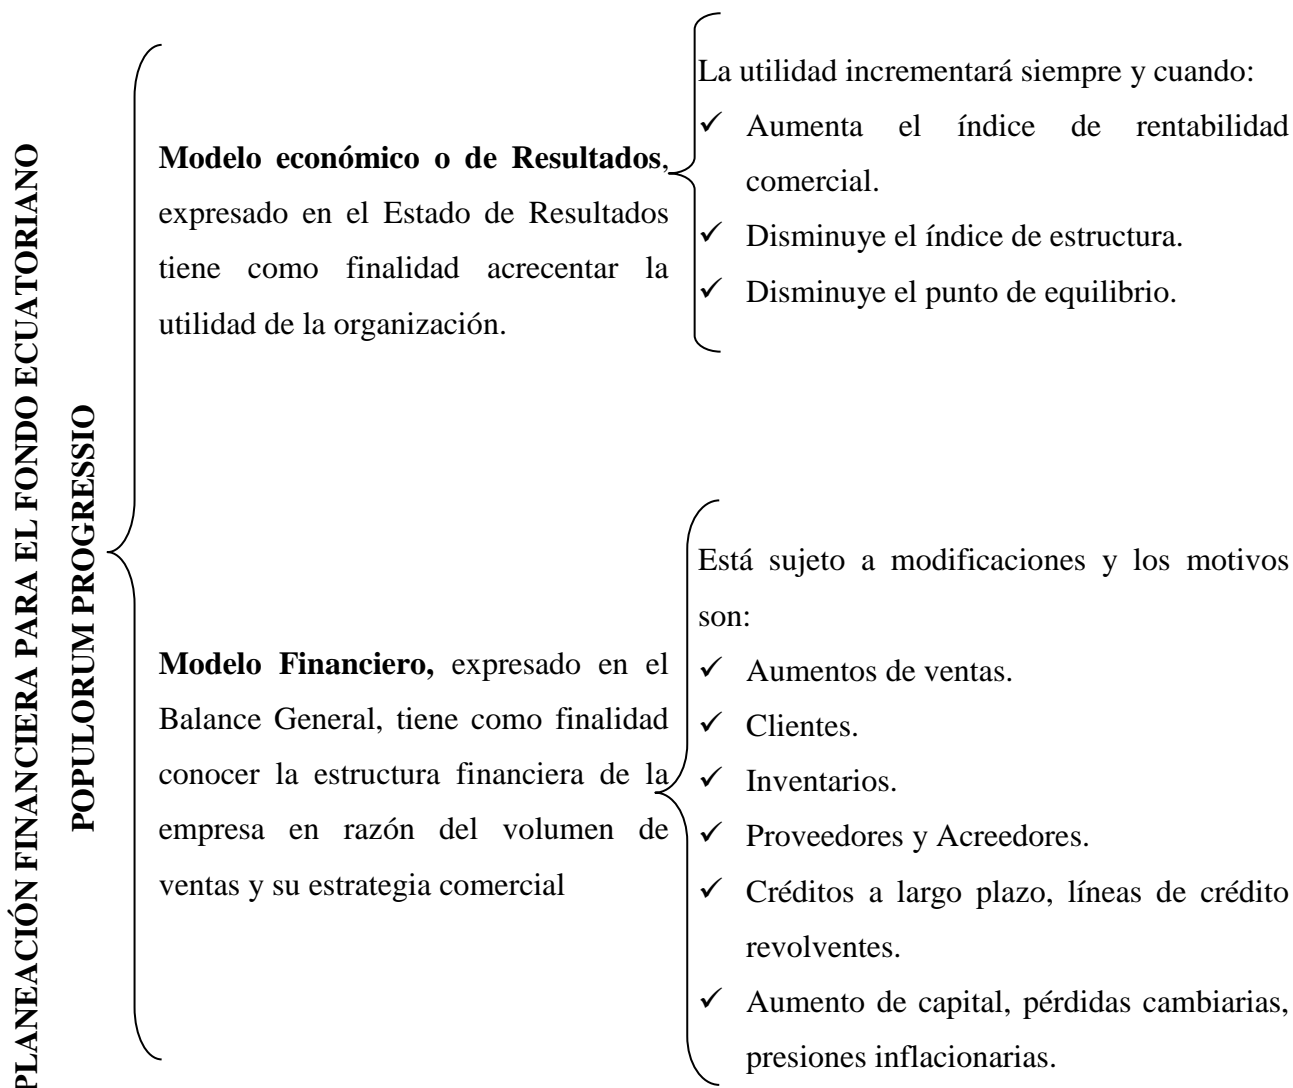 PLANEACIÓN FINANCIERA PARA EL FONDO ECUATORIANO
POPULORUM PROGRESSIO
Modelo económico o de Resultados,
expresado en el Estado de Resultados
tiene como finalidad acrecentar la
utilidad de la organización.
La utilidad incrementará siempre y cuando:
✓ Aumenta el índice de rentabilidad
comercial.
✓ Disminuye el índice de estructura.
✓ Disminuye el punto de equilibrio.
Modelo Financiero, expresado en el
Balance General, tiene como finalidad
conocer la estructura financiera de la
empresa en razón del volumen de
ventas y su estrategia comercial
Está sujeto a modificaciones y los motivos
son:
✓ Aumentos de ventas.
✓ Clientes.
✓ Inventarios.
✓ Proveedores y Acreedores.
✓ Créditos a largo plazo, líneas de crédito
revolventes.
✓ Aumento de capital, pérdidas cambiarias,
presiones inflacionarias.